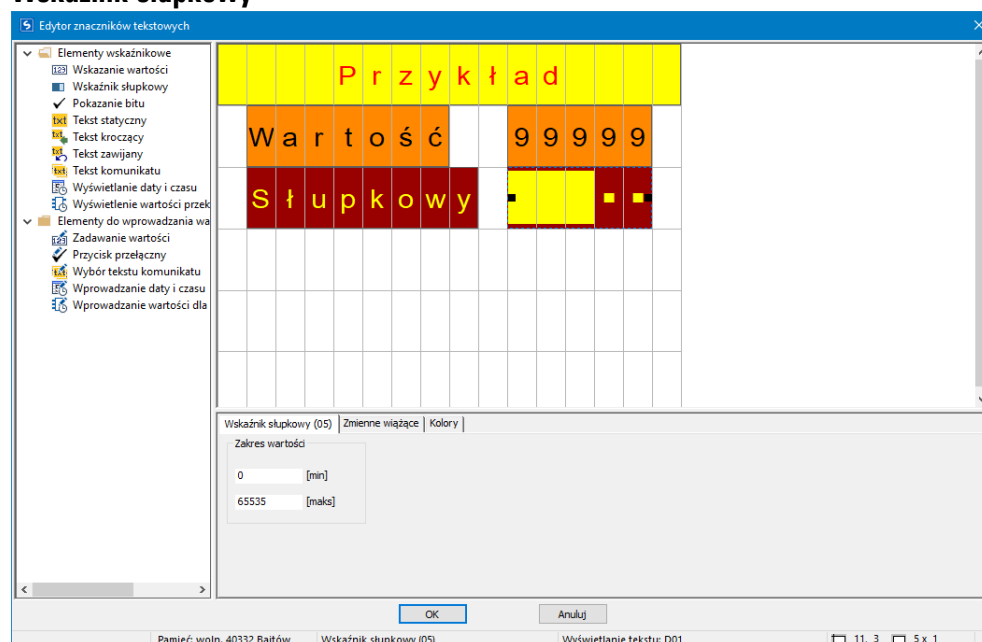 Wskaźnik słupkowy
Edytor znaczników tekstowych
Elementy wskaźnikowe
Wskazanie wartości
Wskaźnik słupkowy
Pokazanie bitu
txt Tekst statyczny
txt Tekst kroczący
txt Tekst zawijany
txt Tekst komunikatu
Wyświetlanie daty i czasu
Wyświetlenie wartości przek
Elementy do wprowadzania wa
Zadawanie wartości
Przycisk przełączny
Wybór tekstu komunikatu
Wprowadzanie daty i czasu
Wprowadzanie wartości dla
Przykład
Wartość 99999
Słupkowy
Wskaźnik słupkowy (05) Zmienne wiążące Kolory
Zakres wartości
0 [min]
65535 [maks]
OK Anuluj
Pamięć: woln. 40332 Bajtów Wskaźnik słupkowy (05) Wyświetlanie tekstu: D01 11, 3 5 x 1